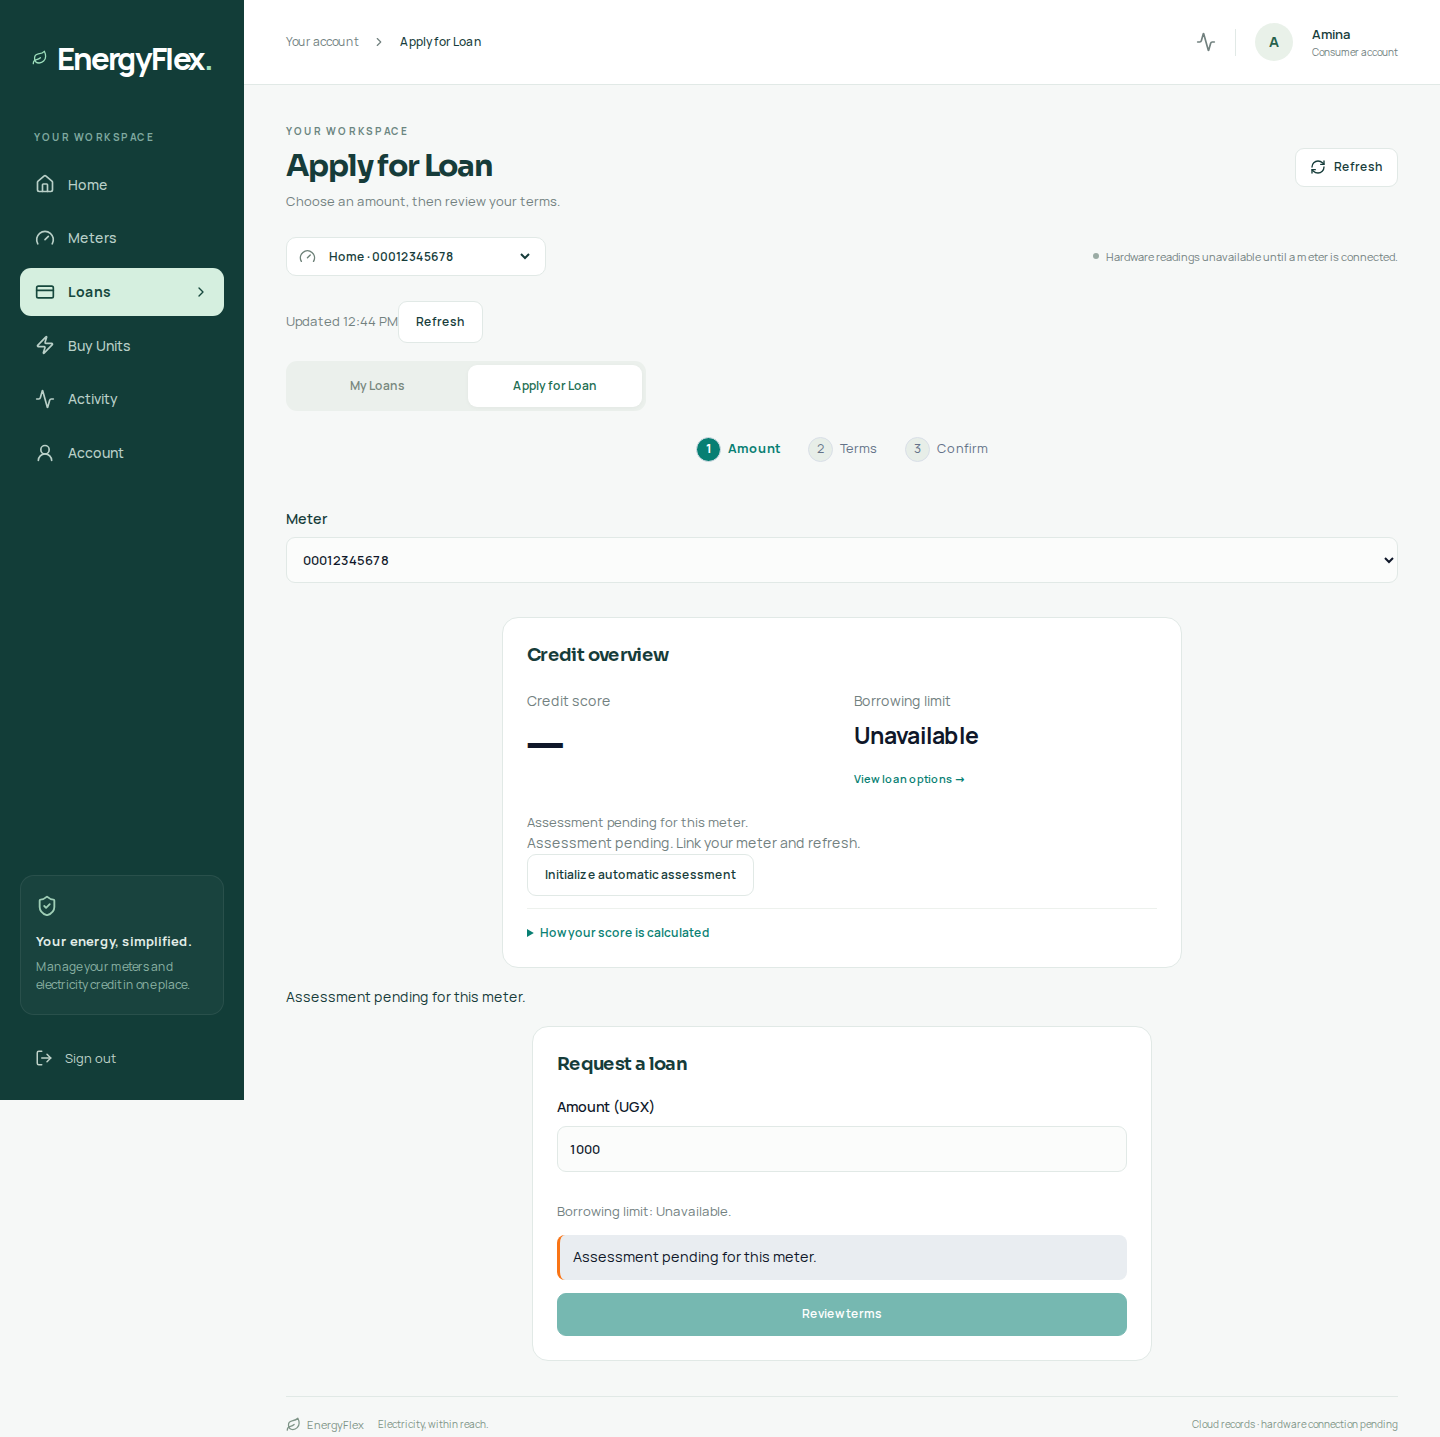 EnergyFlex.
YOUR WORKSPACE
Home
Meters
Loans
Buy Units
Activity
Account
Your energy, simplified.
Manage your meters and
electricity credit in one place.
Sign out
Your account > Apply for Loan
A
Amina
Consumer account
YOUR WORKSPACE
Apply for Loan
Choose an amount, then review your terms.
Refresh
Home · 00012345678
Hardware readings unavailable until a meter is connected.
Updated 12:44 PM Refresh
My Loans Apply for Loan
1 Amount 2 Terms 3 Confirm
Meter
00012345678
Credit overview
Credit score Borrowing limit
— Unavailable
View loan options →
Assessment pending for this meter.
Assessment pending. Link your meter and refresh.
Initialize automatic assessment
How your score is calculated
Assessment pending for this meter.
Request a loan
Amount (UGX)
1000
Borrowing limit: Unavailable.
Assessment pending for this meter.
Review terms
EnergyFlex Electricity, within reach. Cloud records · hardware connection pending